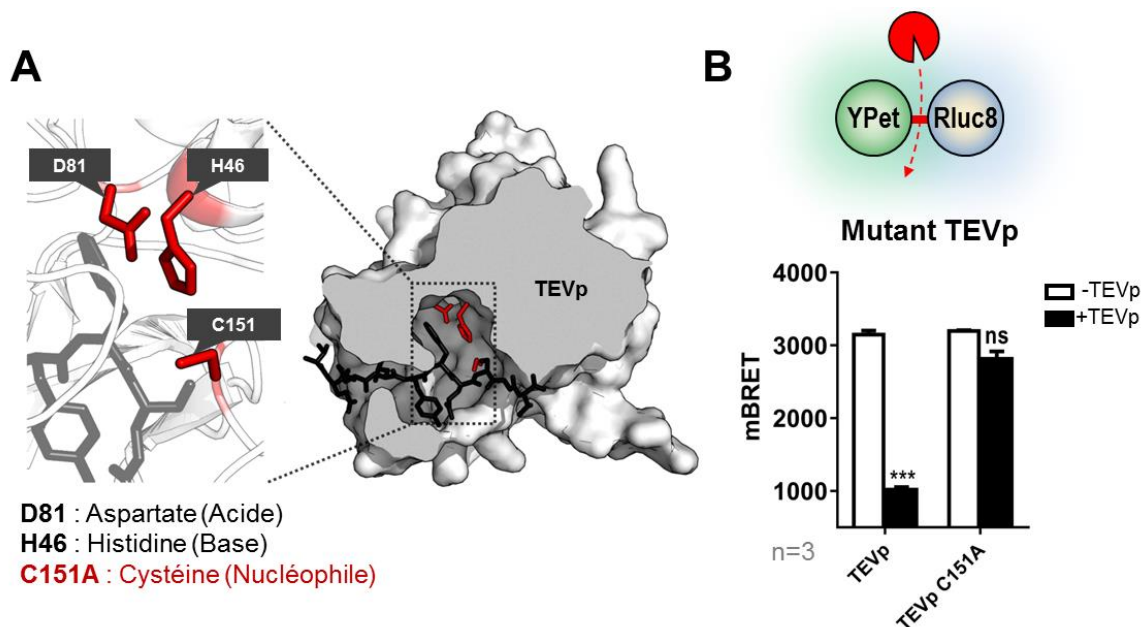 A
D81
H46
C151
TEVp
D81 : Aspartate (Acide)
H46 : Histidine (Base)
C151A : Cystéine (Nucléophile)
B
YPet
Rluc8
Mutant TEVp
mBRET
4000
3000
2000
1000
***
ns
-TEVp
+TEVp
n=3
TEVp
TEVp C151A